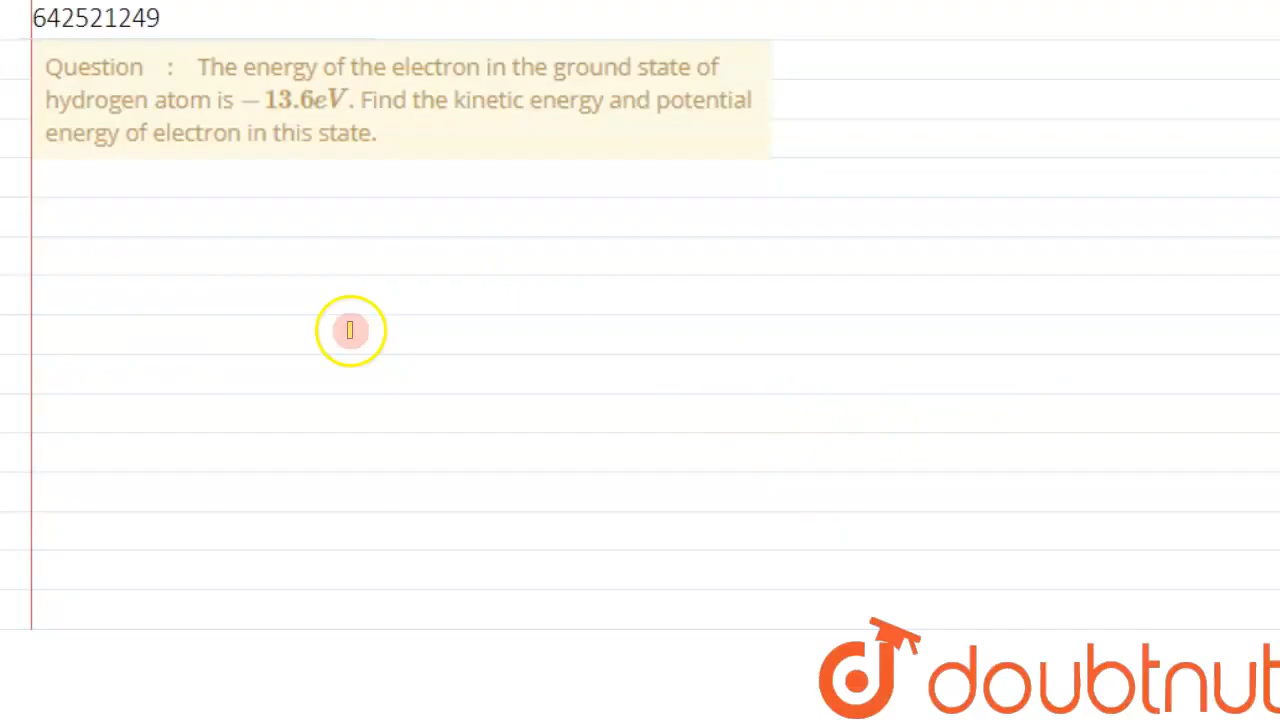 642521249
Question : The energy of the electron in the ground state of
hydrogen atom is −13.6eV. Find the kinetic energy and potential
energy of electron in this state.
doubtnut